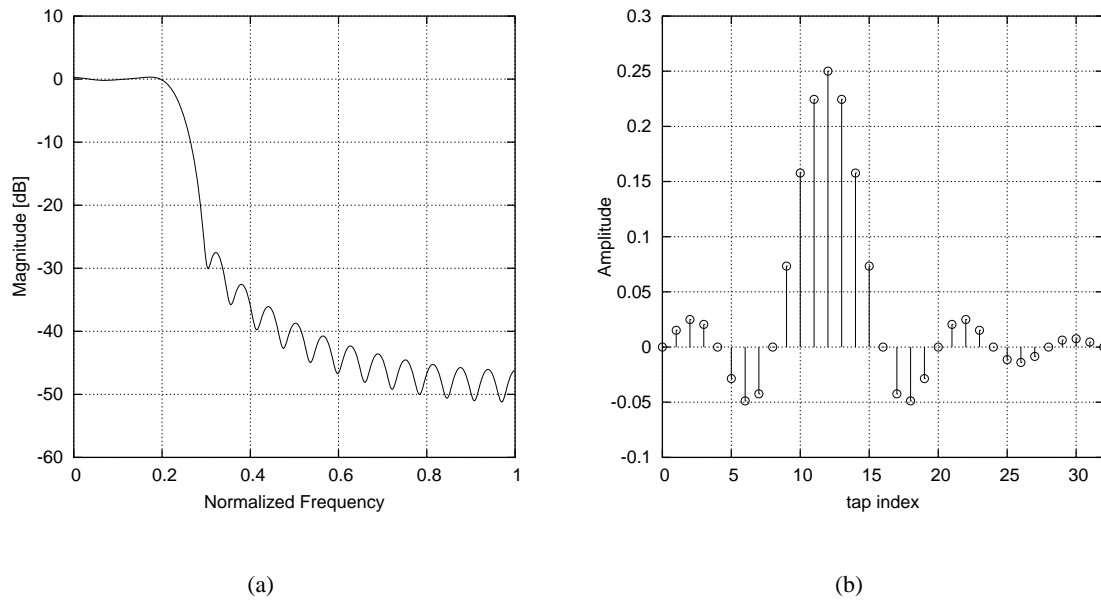 10
0
-10
-20
-30
-40
-50
-60
Magnitude [dB]
0 0.2 0.4 0.6 0.8 1
Normalized Frequency
(a)
0.3
0.25
0.2
0.15
0.1
0.05
0
-0.05
-0.1
Amplitude
0 5 10 15 20 25 30
tap index
(b)